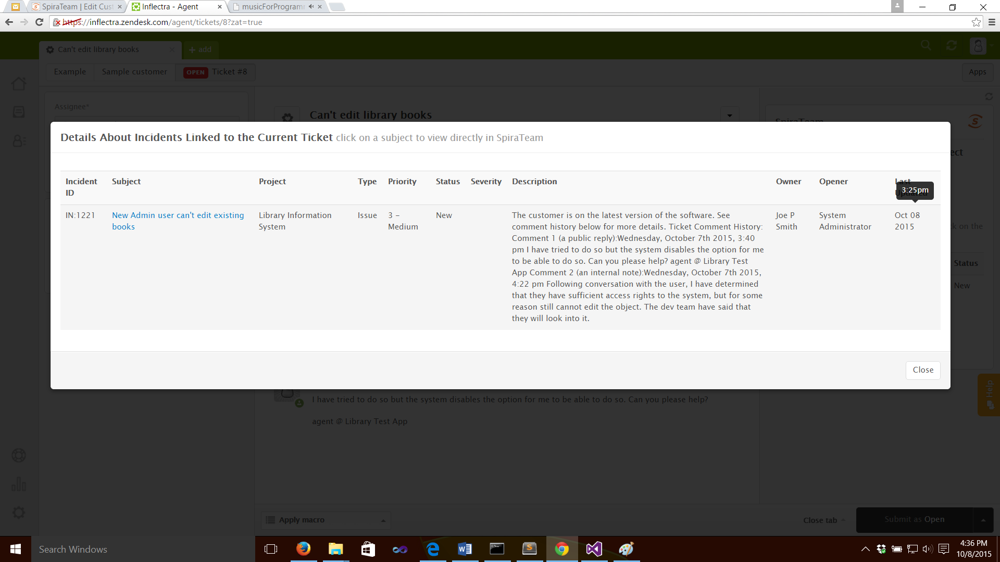 SpiraTeam | Edit Cust
Inflectra - Agent
musicForProgramm
https://inflectra.zendesk.com/agent/tickets/8?zat=true
Can't edit library books
+ add
Example
Sample customer
OPEN Ticket #8
Apps
Assignee*
Can't edit library books
SpiraTeam
Details About Incidents Linked to the Current Ticket click on a subject to view directly in SpiraTeam
ect
Incident ID
Subject
Project
Type
Priority
Status
Severity
Description
Owner
Opener
Last Updated
3:25pm
IN:1221
New Admin user can't edit existing
books
Library Information
System
Issue
3 -
Medium
New
The customer is on the latest version of the software. See
comment history below for more details. Ticket Comment History:
Comment 1 (a public reply):Wednesday, October 7th 2015, 3:40
pm I have tried to do so but the system disables the option for me
to be able to do so. Can you please help? agent @ Library Test
App Comment 2 (an internal note):Wednesday, October 7th 2015,
4:22 pm Following conversation with the user, I have determined
that they have sufficient access rights to the system, but for some
reason still cannot edit the object. The dev team have said that
they will look into it.
Joe P
Smith
System
Administrator
Oct 08
2015
k on the
Status
New
Close
Help
I have tried to do so but the system disables the option for me to be able to do so. Can you please help?
agent @ Library Test App
Apply macro
Close tab
Submit as Open
Search Windows
4:36 PM
10/8/2015